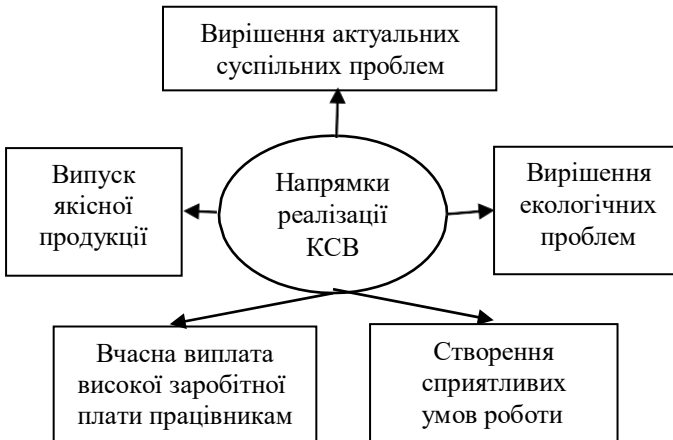 Вирішення актуальних
суспільних проблем
Випуск
якісної
продукції
Напрямки
реалізації
КСВ
Вирішення
екологічних
проблем
Вчасна виплата
високої заробітної
плати працівникам
Створення
сприятливих
умов роботи